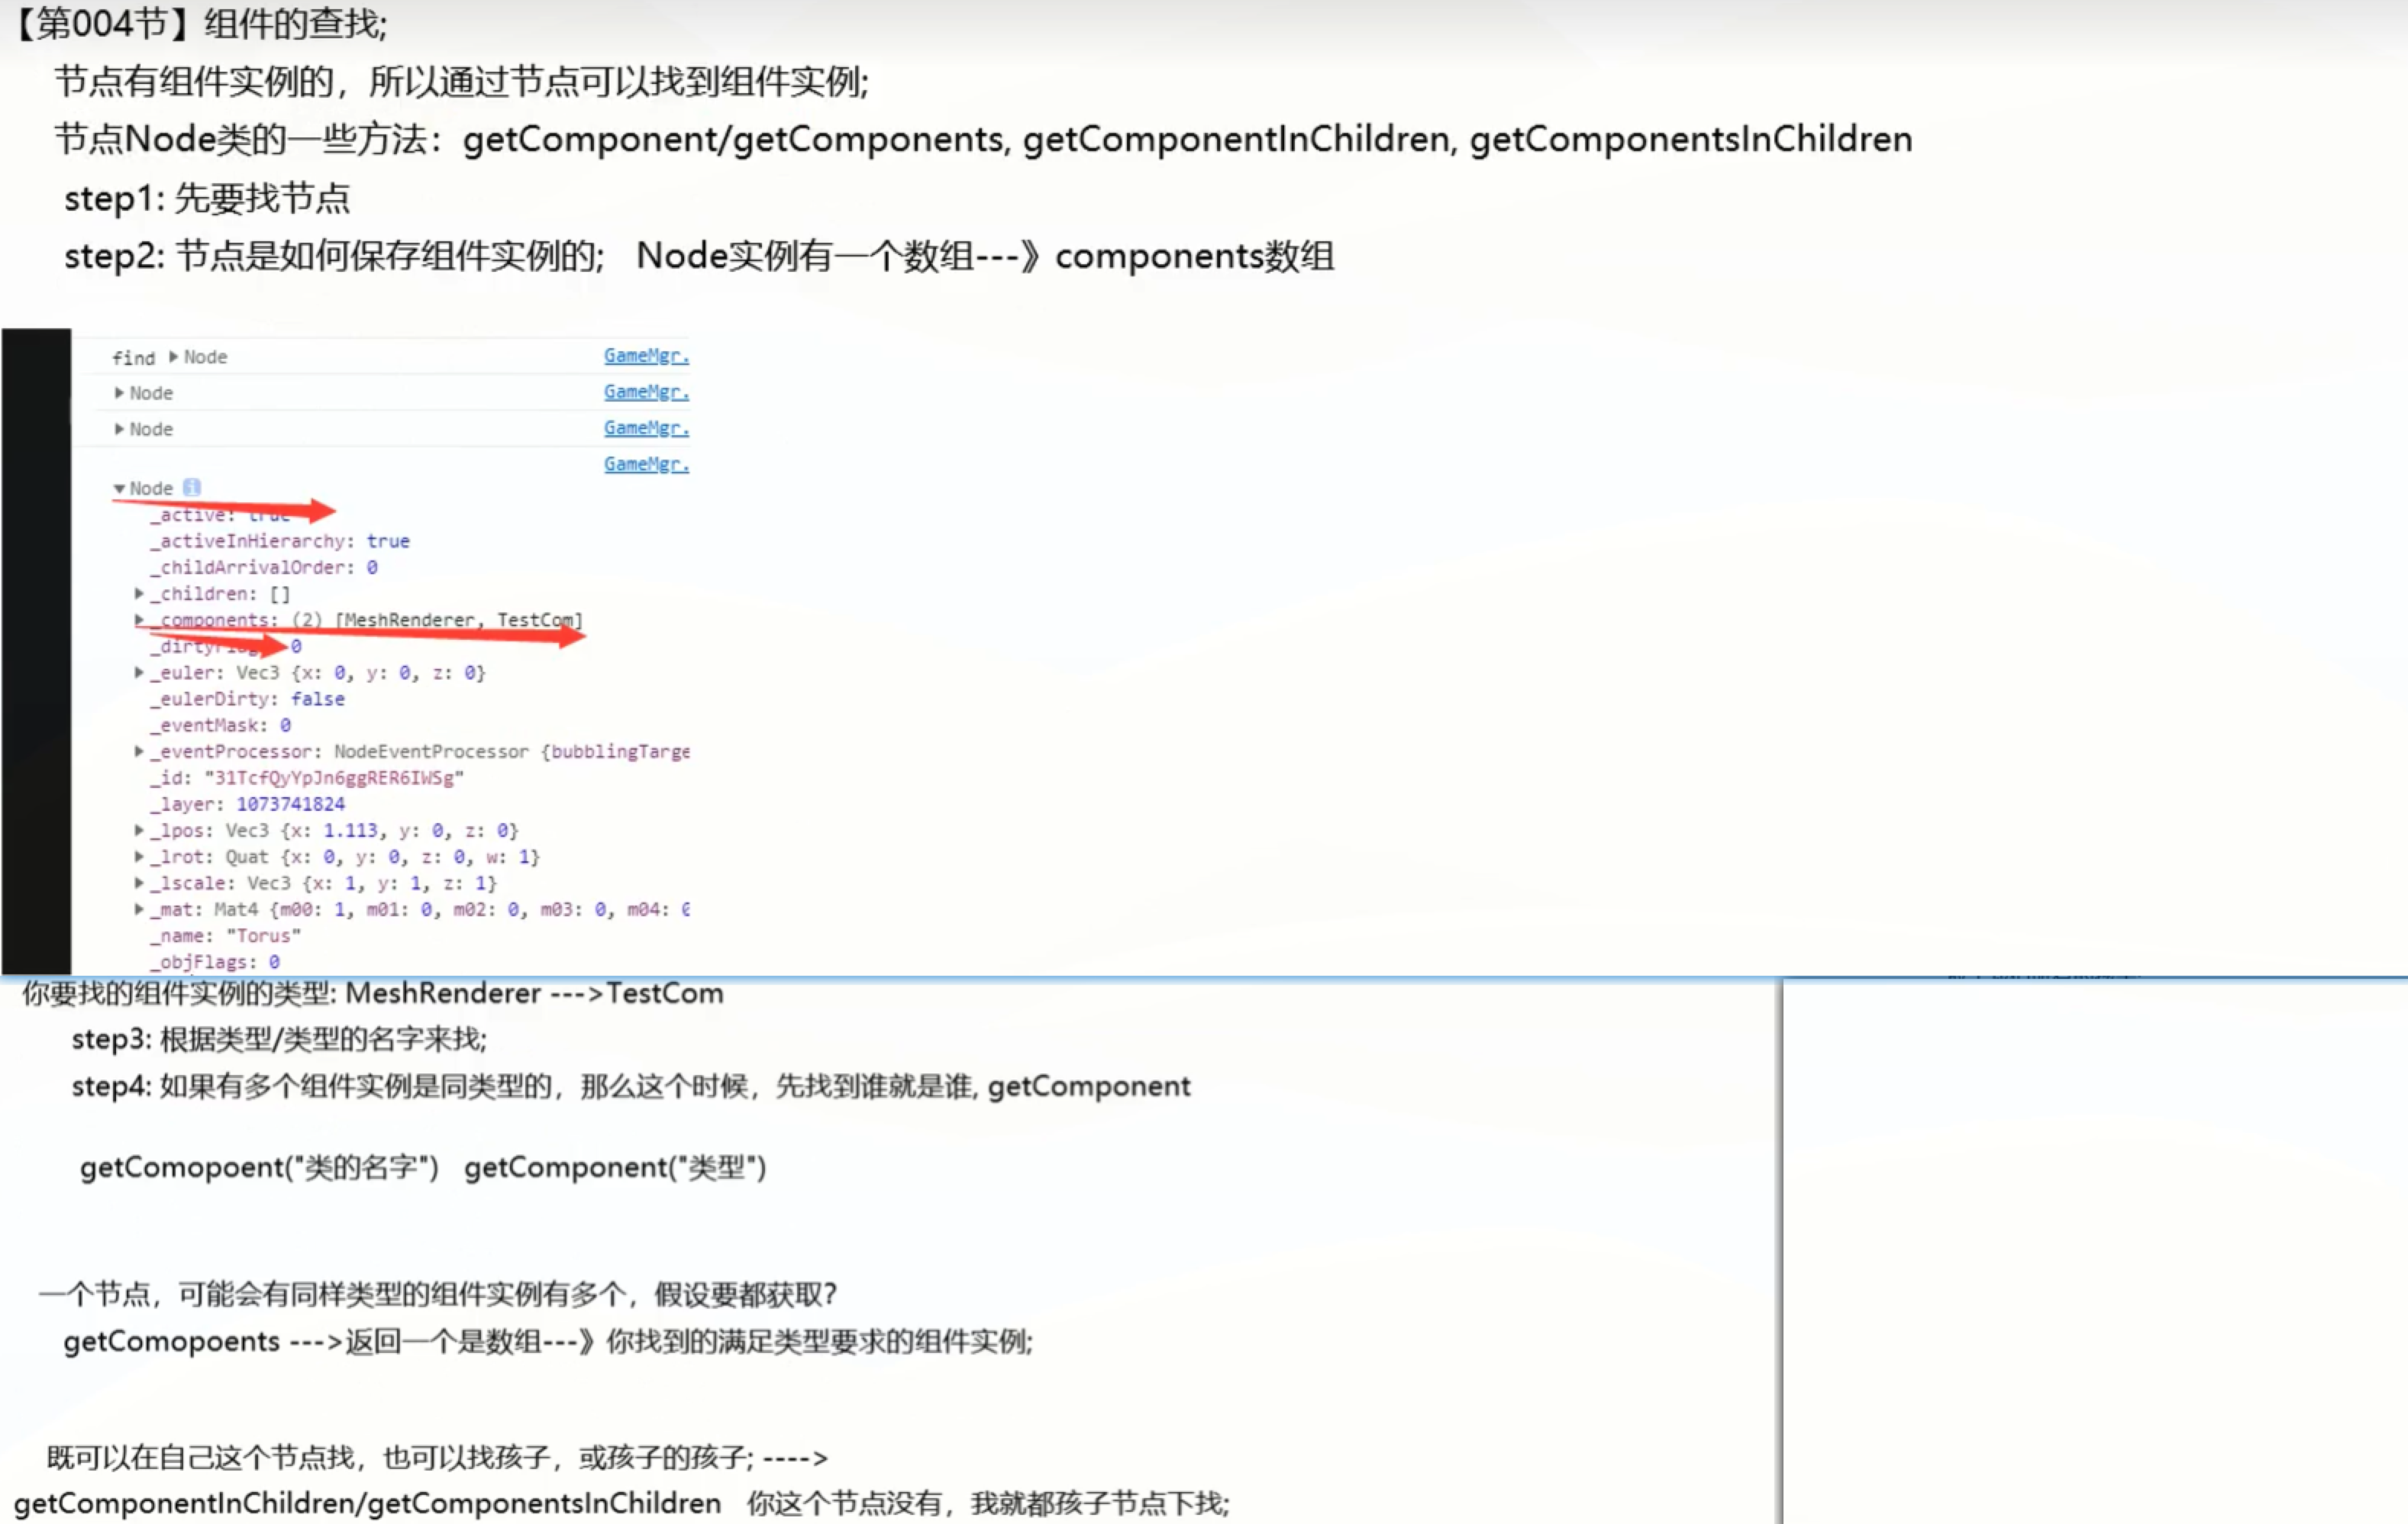 【第004节】组件的查找;
节点有组件实例的，所以通过节点可以找到组件实例;
节点Node类的一些方法：getComponent/getComponents, getComponentInChildren, getComponentsInChildren
step1: 先要找节点
step2: 节点是如何保存组件实例的;   Node实例有一个数组---》components数组
find ▶Node GameMgr.
▶Node GameMgr.
▶Node GameMgr.
GameMgr.
▼Node i
_active: true
_activeInHierarchy: true
_childArrivalOrder: 0
▶_children: []
▶_components: (2) [MeshRenderer, TestCom]
0
▶_euler: Vec3 {x: 0, y: 0, z: 0}
_eulerDirty: false
_eventMask: 0
▶_eventProcessor: NodeEventProcessor {bubblingTarge
_id: "31TcfQyYpJn6ggRER6IWSg"
_layer: 1073741824
▶_lpos: Vec3 {x: 1.113, y: 0, z: 0}
▶_lrot: Quat {x: 0, y: 0, z: 0, w: 1}
▶_lscale: Vec3 {x: 1, y: 1, z: 1}
▶_mat: Mat4 {m00: 1, m01: 0, m02: 0, m03: 0, m04: 0
_name: "Torus"
_objFlags: 0
你要找的组件实例的类型: MeshRenderer --->TestCom
step3: 根据类型/类型的名字来找;
step4: 如果有多个组件实例是同类型的，那么这个时候，先找到谁就是谁, getComponent
getComopoent("类的名字")   getComponent("类型")
一个节点，可能会有同样类型的组件实例有多个，假设要都获取?
getComopoents --->返回一个是数组---》你找到的满足类型要求的组件实例;
既可以在自己这个节点找，也可以找孩子，或孩子的孩子; ---->
getComponentInChildren/getComponentsInChildren   你这个节点没有，我就都孩子节点下找;